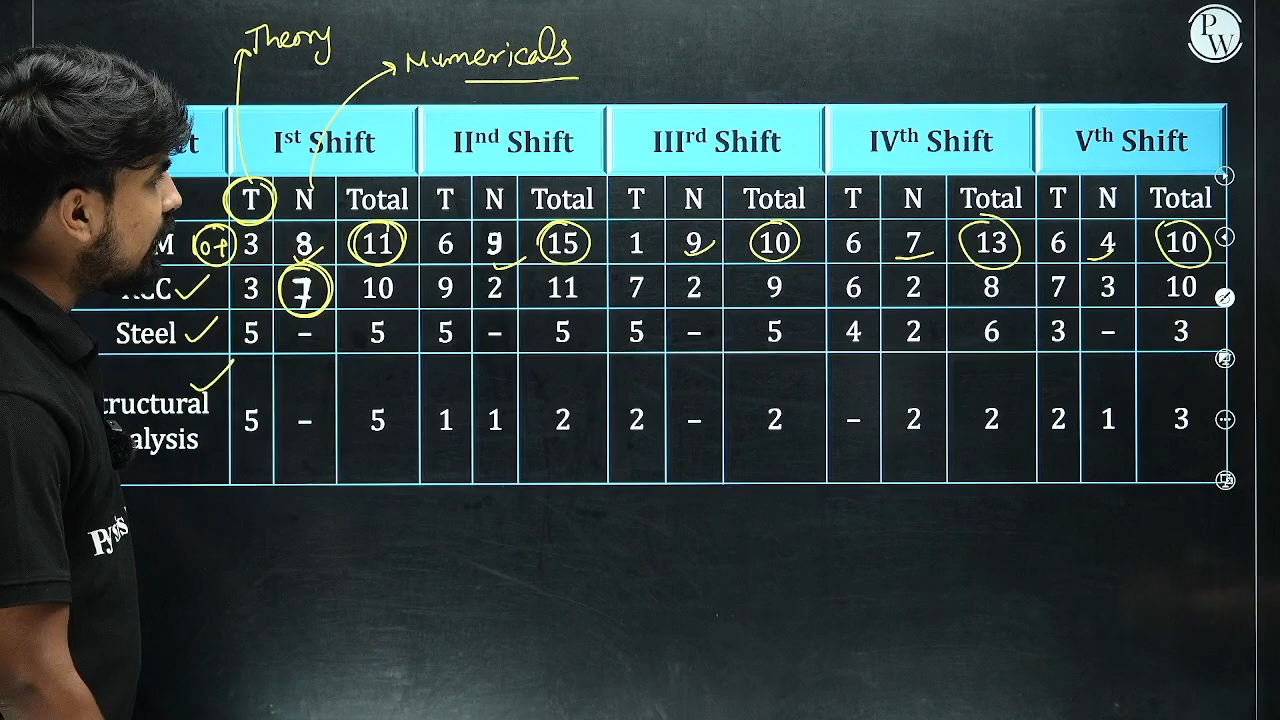 Theory
Numericals
PW
Ist Shift IInd Shift IIIrd Shift IVth Shift Vth Shift
T N Total T N Total T N Total T N Total T N Total
M 10+ 3 8 11 6 9 15 1 9 10 6 7 13 6 4 10
RCC 3 7 10 9 2 11 7 2 9 6 2 8 7 3 10
Steel 5 – 5 5 – 5 5 – 5 4 2 6 3 – 3
tructural
alysis 5 – 5 1 1 2 2 – 2 – 2 2 2 1 3